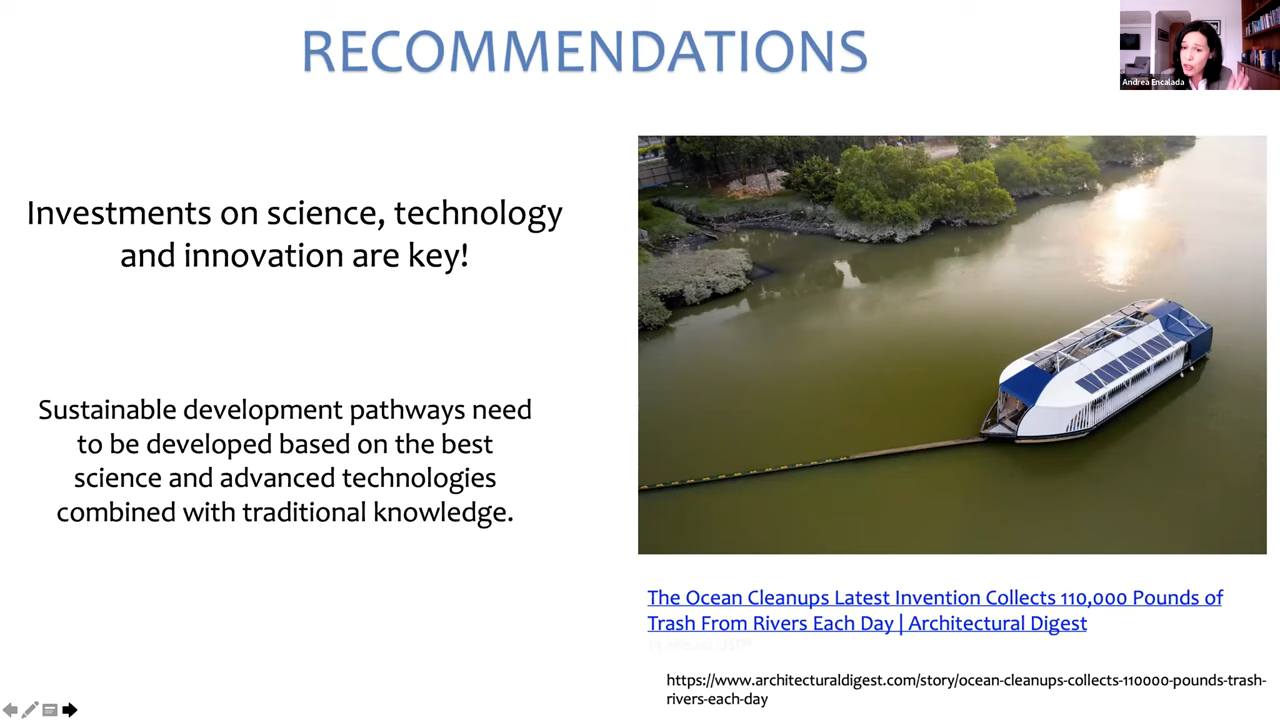 RECOMMENDATIONS
Andrea Encalada
Investments on science, technology
and innovation are key!
Sustainable development pathways need
to be developed based on the best
science and advanced technologies
combined with traditional knowledge.
The Ocean Cleanups Latest Invention Collects 110,000 Pounds of
Trash From Rivers Each Day | Architectural Digest
https://www.architecturaldigest.com/story/ocean-cleanups-collects-110000-pounds-trash-
rivers-each-day